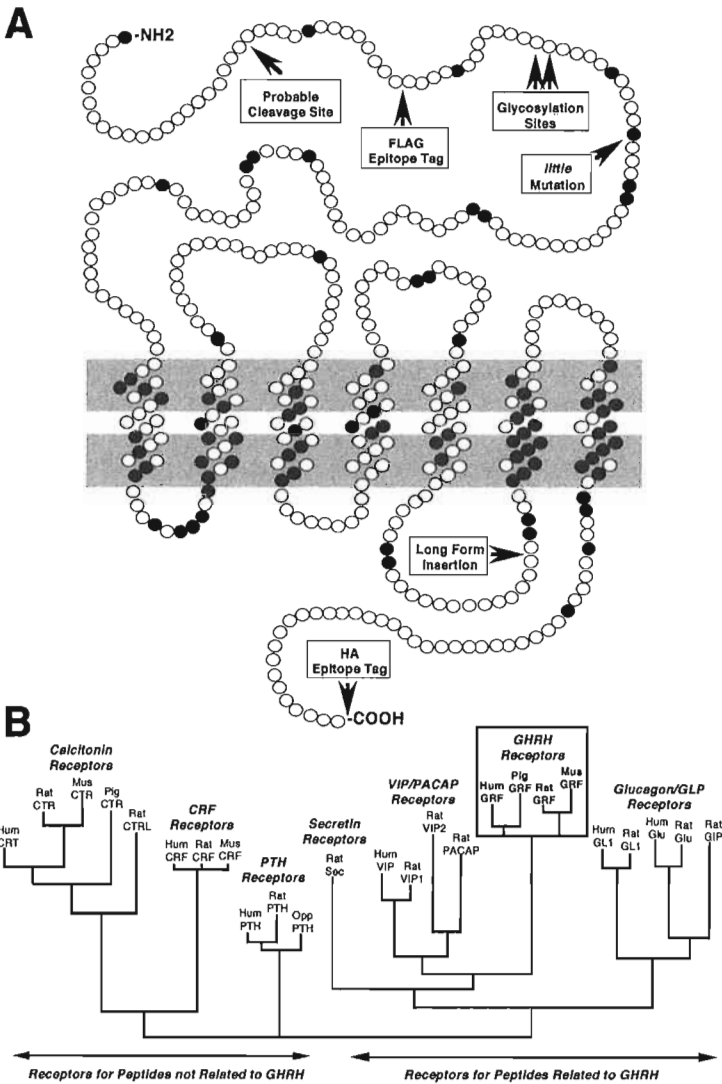 A
-NH2
Probable
Cleavage Site
FLAG
Epitope Tag
Glycosylation
Sites
little
Mutation
Long Form
Insertion
HA
Epitope Tag
-COOH
B
Calcitonin
Receptors
Hum
CRT
Rat
CTR
Mus
CTR
Pig
CTR
Rat
CTRL
CRF
Receptors
Hum Rat Mus
CRF CRF CRF
PTH
Receptors
Hum
PTH
Rat
PTH
Opp
PTH
Secretin
Receptors
Rat
Sec
VIP/PACAP
Receptors
Hum
VIP
Rat
VIP1
Rat
VIP2
Rat
PACAP
GHRH
Receptors
Hum
GRF
Pig
GRF
Rat
GRF
Mus
GRF
Glucagon/GLP
Receptors
Hum
GL1
Rat
GL1
Hum
Glu
Rat
Glu
Rat
GIP
Receptors for Peptides not Related to GHRH
Receptors for Peptides Related to GHRH